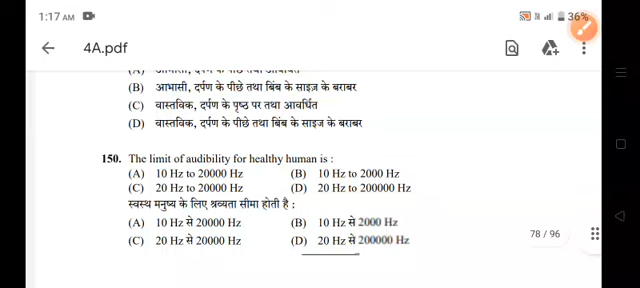 1:17 AM 36%
4A.pdf
(B) आभासी, दर्पण के पीछे तथा बिंब के साइज़ के बराबर
(C) वास्तविक, दर्पण के पृष्ठ पर तथा आवर्धित
(D) वास्तविक, दर्पण के पीछे तथा बिंब के साइज के बराबर
150. The limit of audibility for healthy human is :
(A) 10 Hz to 20000 Hz (B) 10 Hz to 2000 Hz
(C) 20 Hz to 20000 Hz (D) 20 Hz to 200000 Hz
स्वस्थ मनुष्य के लिए श्रव्यता सीमा होती है :
(A) 10 Hz से 20000 Hz (B) 10 Hz से 2000 Hz
(C) 20 Hz से 20000 Hz (D) 20 Hz से 200000 Hz
78 / 96